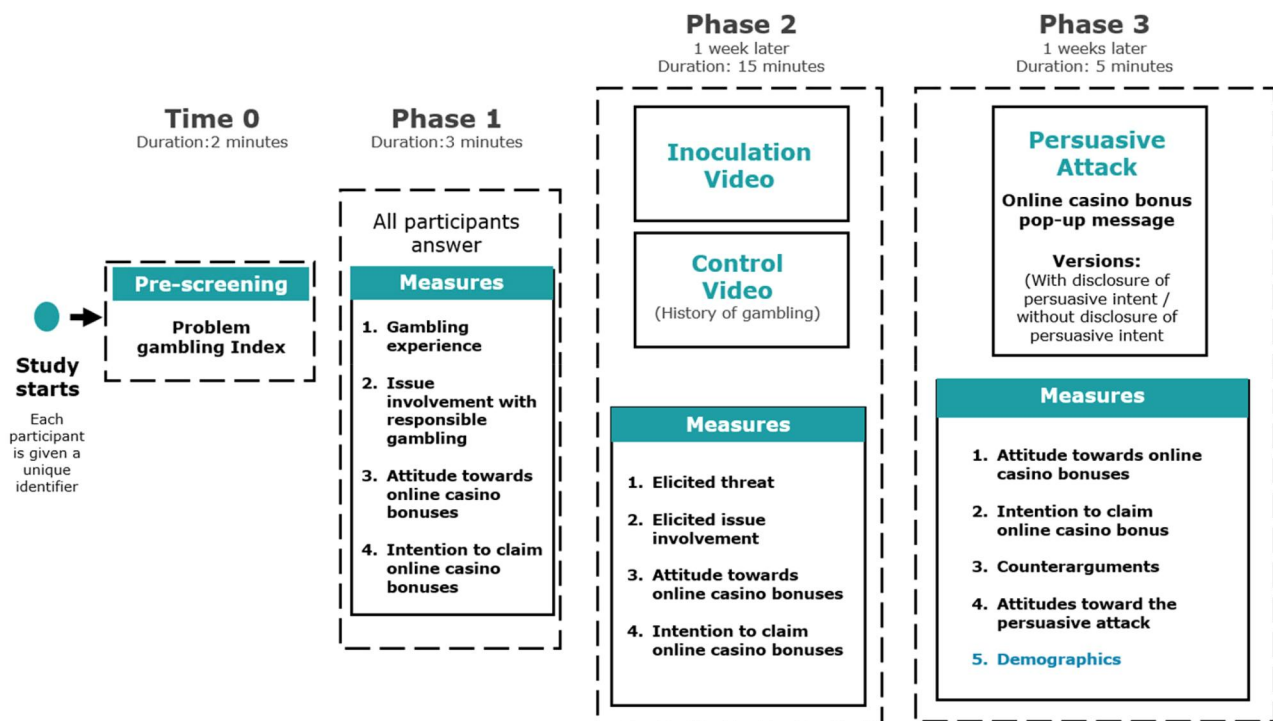 Study
starts
Each
participant
is given a
unique
identifier
Time 0
Duration:2 minutes
Pre-screening
Problem
gambling Index
Phase 1
Duration:3 minutes
All participants
answer
Measures
1. Gambling
experience
2. Issue
involvement with
responsible
gambling
3. Attitude towards
online casino
bonuses
4. Intention to claim
online casino
bonuses
Phase 2
1 week later
Duration: 15 minutes
Inoculation
Video
Control
Video
(History of gambling)
Measures
1. Elicited threat
2. Elicited issue
involvement
3. Attitude towards
online casino bonuses
4. Intention to claim
online casino bonuses
Phase 3
1 weeks later
Duration: 5 minutes
Persuasive
Attack
Online casino bonus
pop-up message
Versions:
(With disclosure of
persuasive intent /
without disclosure of
persuasive intent
Measures
1. Attitude towards online
casino bonuses
2. Intention to claim
online casino bonus
3. Counterarguments
4. Attitudes toward the
persuasive attack
5. Demographics